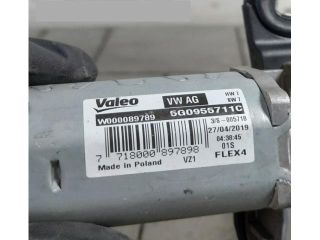 Valeo VW AG HW T
KW T
W000089789 5G0955711C
27/04/2019 3/S - 005718
04:38:45
7 718000 897898 01S
Made in Poland VZ1 FLEX4